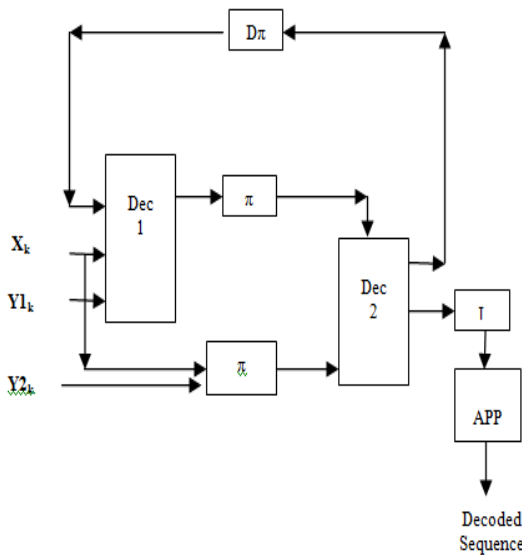 Dπ
Dec
1
π
Xₖ
Y1ₖ
Dec
2
π
Y2ₖ
APP
Decoded
Sequence